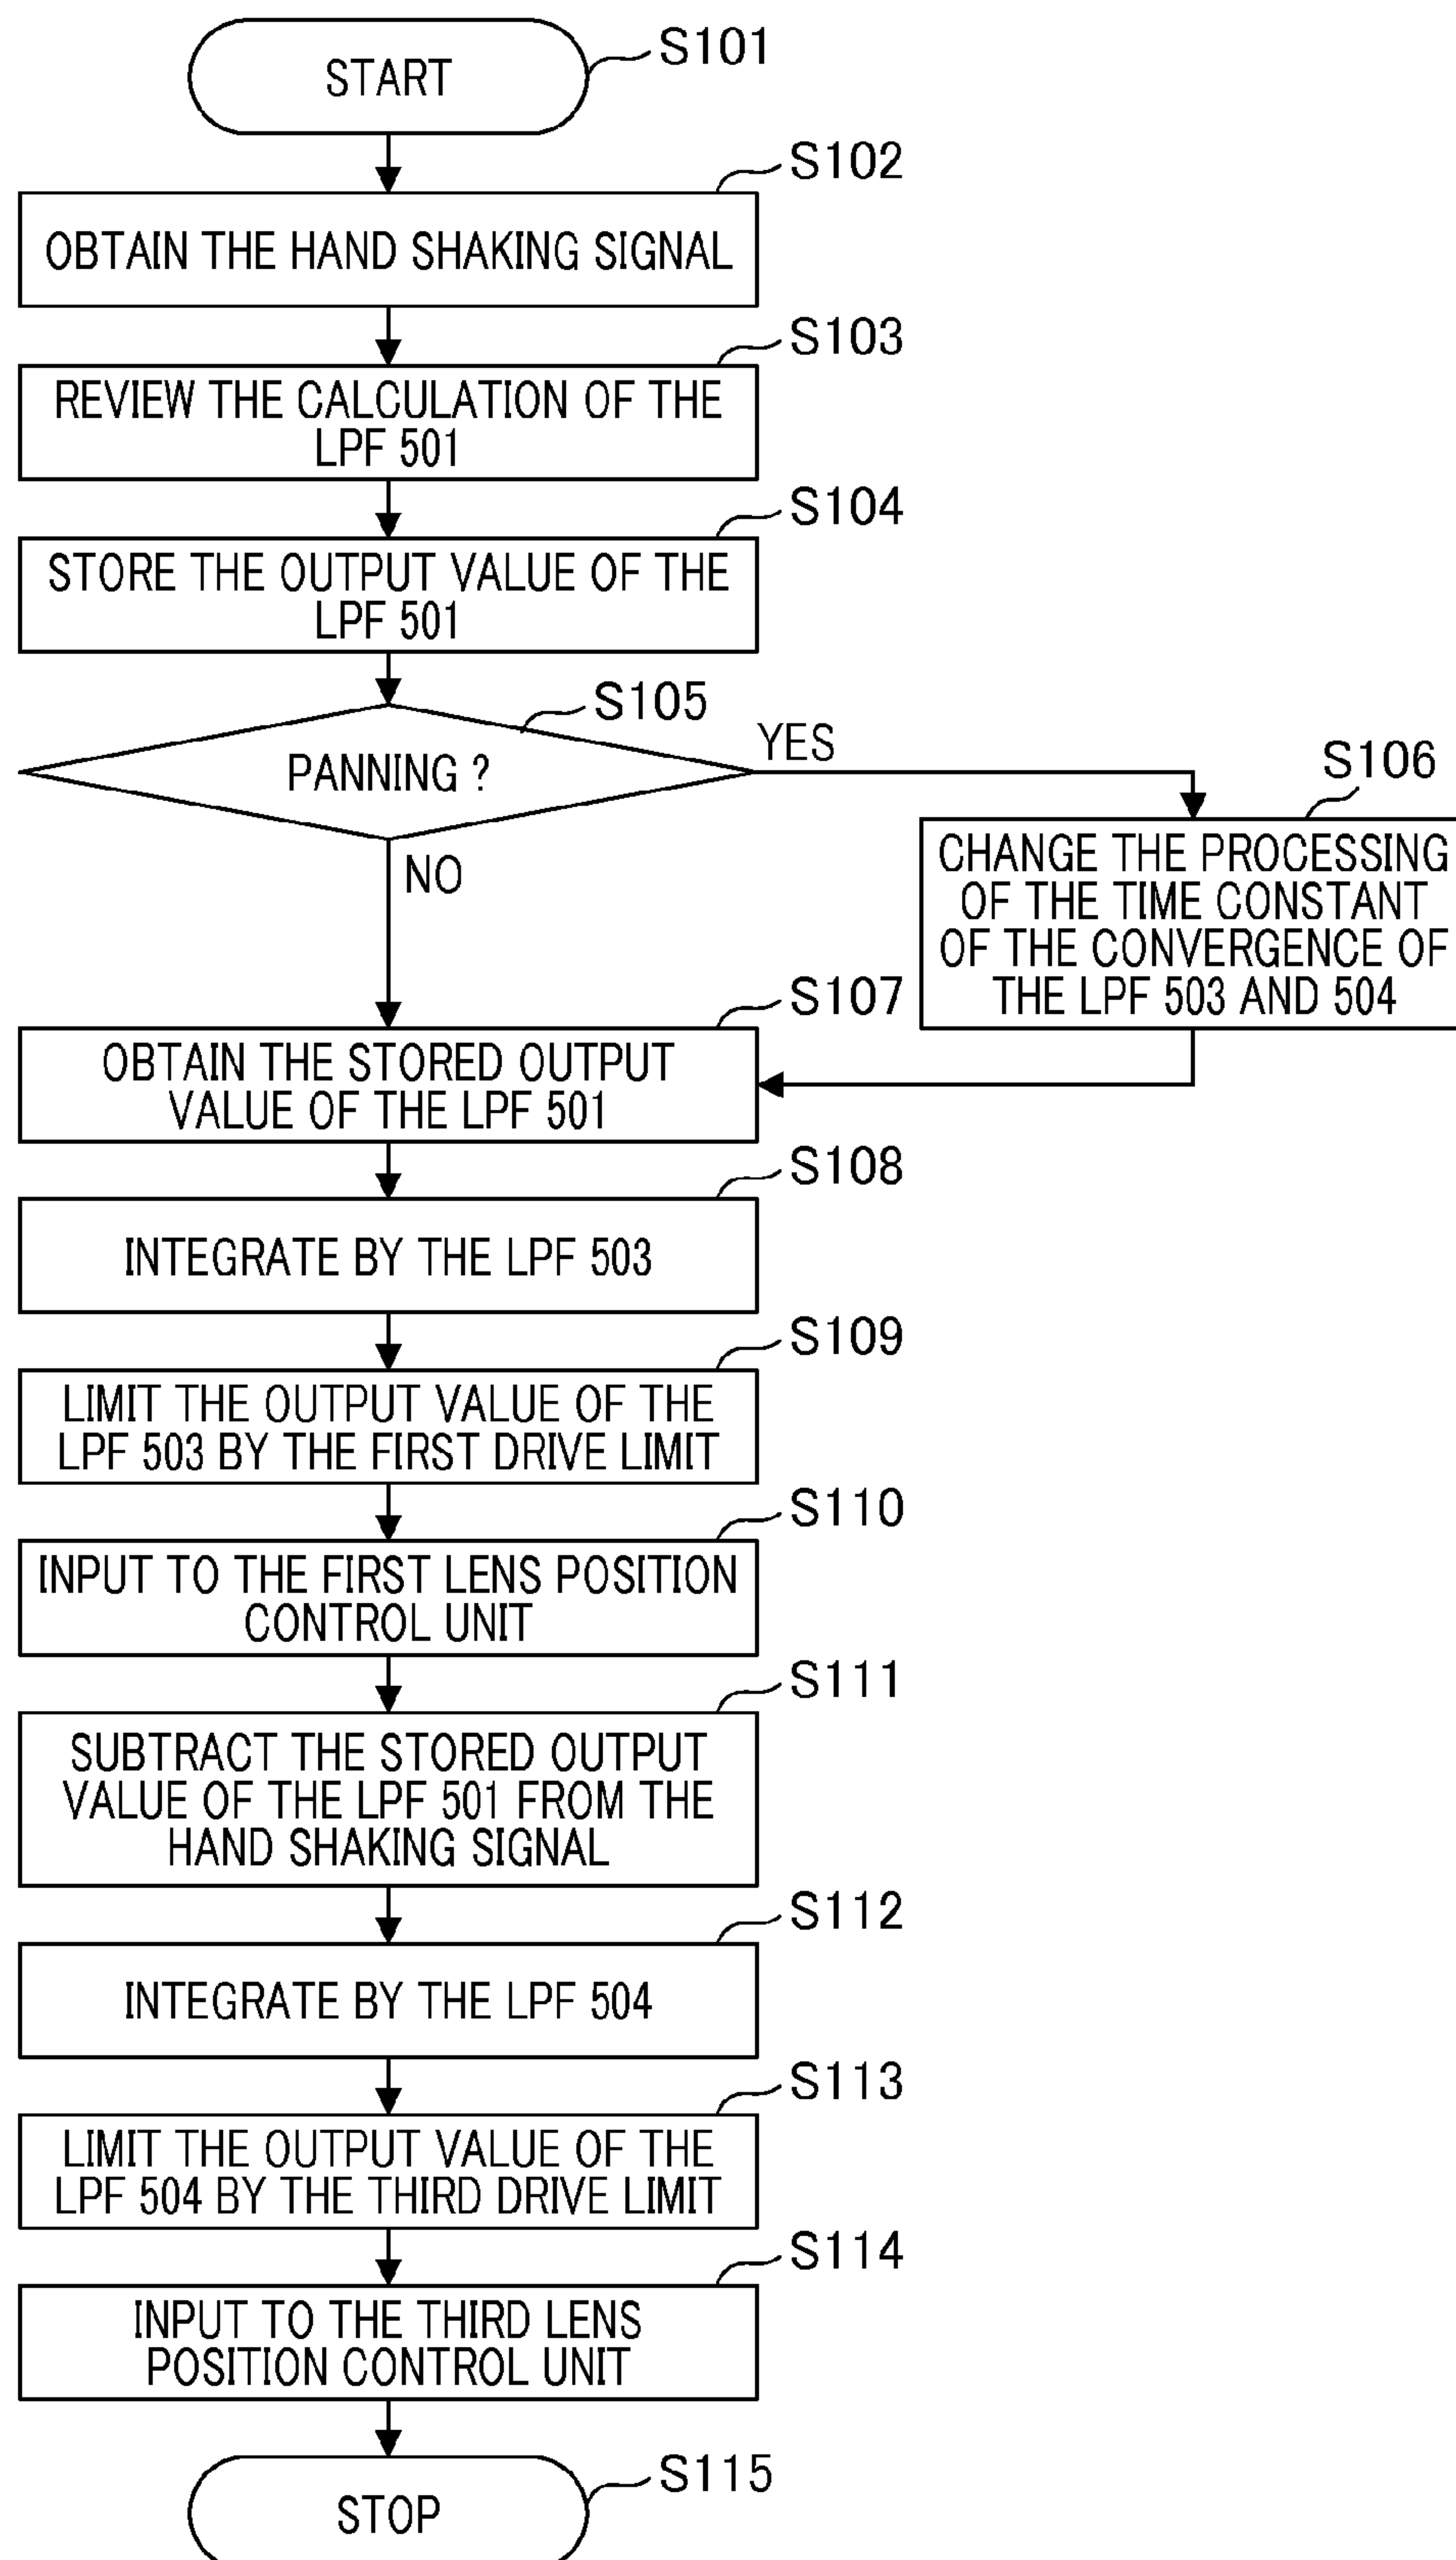 START
S101
S102
OBTAIN THE HAND SHAKING SIGNAL
S103
REVIEW THE CALCULATION OF THE
LPF 501
S104
STORE THE OUTPUT VALUE OF THE
LPF 501
S105
PANNING ?
YES
NO
S106
CHANGE THE PROCESSING
OF THE TIME CONSTANT
OF THE CONVERGENCE OF
THE LPF 503 AND 504
S107
OBTAIN THE STORED OUTPUT
VALUE OF THE LPF 501
S108
INTEGRATE BY THE LPF 503
S109
LIMIT THE OUTPUT VALUE OF THE
LPF 503 BY THE FIRST DRIVE LIMIT
S110
INPUT TO THE FIRST LENS POSITION
CONTROL UNIT
S111
SUBTRACT THE STORED OUTPUT
VALUE OF THE LPF 501 FROM THE
HAND SHAKING SIGNAL
S112
INTEGRATE BY THE LPF 504
S113
LIMIT THE OUTPUT VALUE OF THE
LPF 504 BY THE THIRD DRIVE LIMIT
S114
INPUT TO THE THIRD LENS
POSITION CONTROL UNIT
S115
STOP